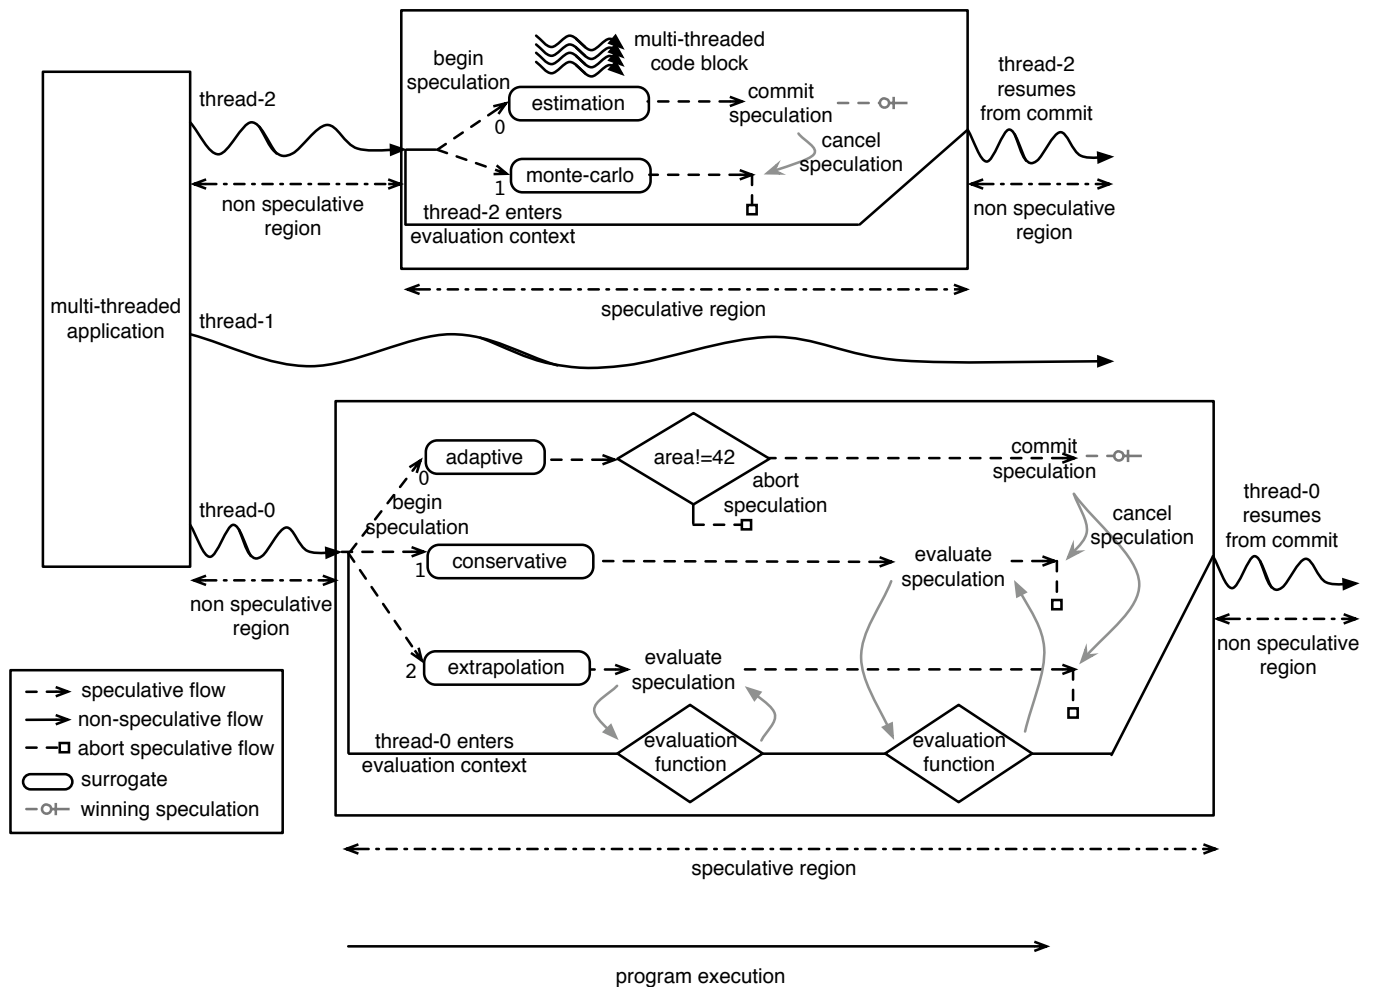 multi-threaded
code block
begin
speculation
estimation
commit
speculation
0
cancel
speculation
monte-carlo
1
thread-2 enters
evaluation context
thread-2
non speculative
region
thread-2
resumes
from commit
non speculative
region
speculative region
multi-threaded
application
thread-1
adaptive
0
area!=42
abort
speculation
commit
speculation
begin
speculation
thread-0
conservative
1
evaluate
speculation
cancel
speculation
thread-0
resumes
from commit
non speculative
region
extrapolation
2
evaluate
speculation
non speculative
region
thread-0 enters
evaluation context
evaluation
function
evaluation
function
speculative flow
non-speculative flow
abort speculative flow
surrogate
winning speculation
speculative region
program execution